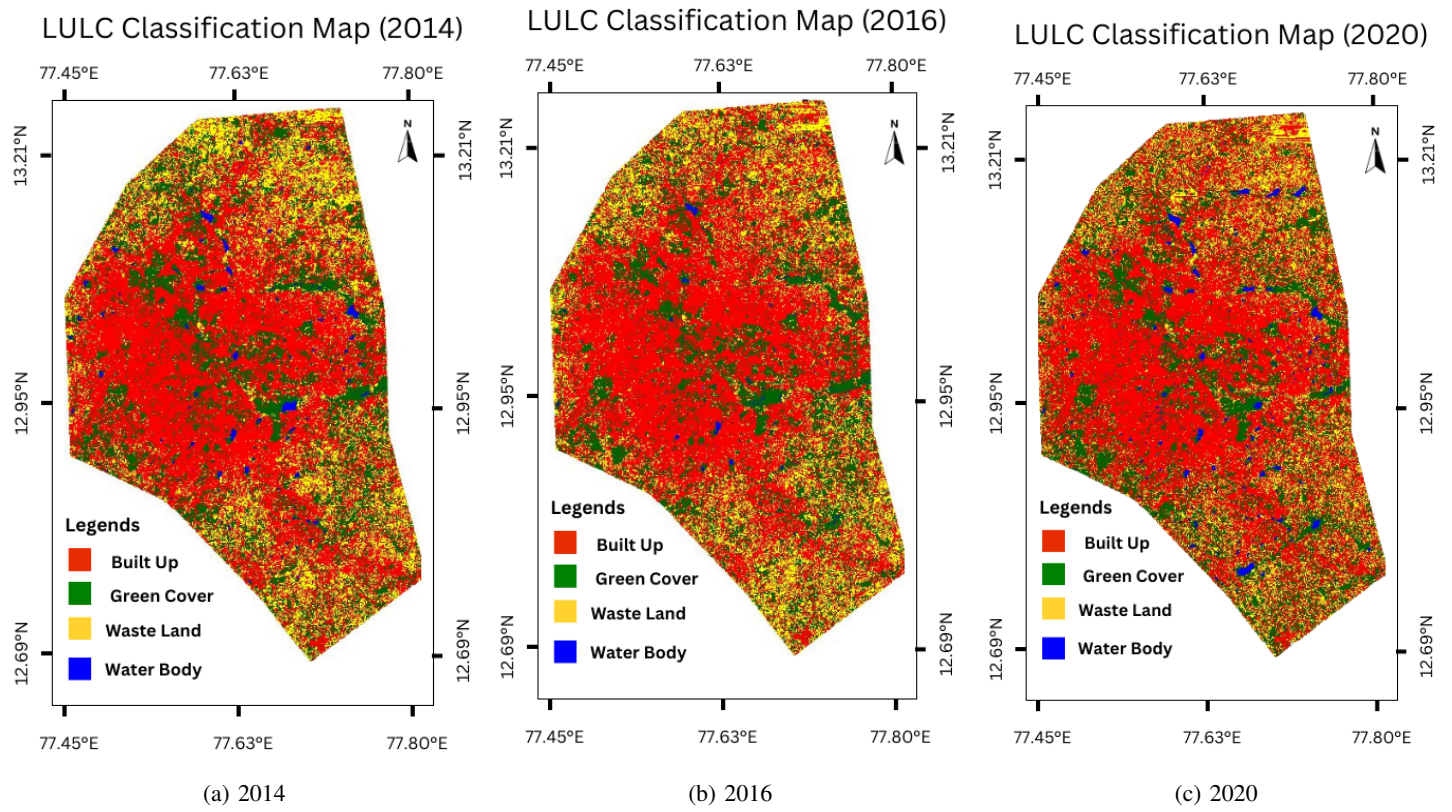 LULC Classification Map (2014)
77.45°E 77.63°E 77.80°E
N
13.21°N 13.21°N
12.95°N 12.95°N
Legends
Built Up
Green Cover
Waste Land
Water Body
12.69°N 12.69°N
77.45°E 77.63°E 77.80°E
(a) 2014
LULC Classification Map (2016)
77.45°E 77.63°E 77.80°E
N
13.21°N 13.21°N
12.95°N 12.95°N
Legends
Built Up
Green Cover
Waste Land
Water Body
12.69°N 12.69°N
77.45°E 77.63°E 77.80°E
(b) 2016
LULC Classification Map (2020)
77.45°E 77.63°E 77.80°E
N
13.21°N 13.21°N
12.95°N 12.95°N
Legends
Built Up
Green Cover
Waste Land
Water Body
12.69°N 12.69°N
77.45°E 77.63°E 77.80°E
(c) 2020